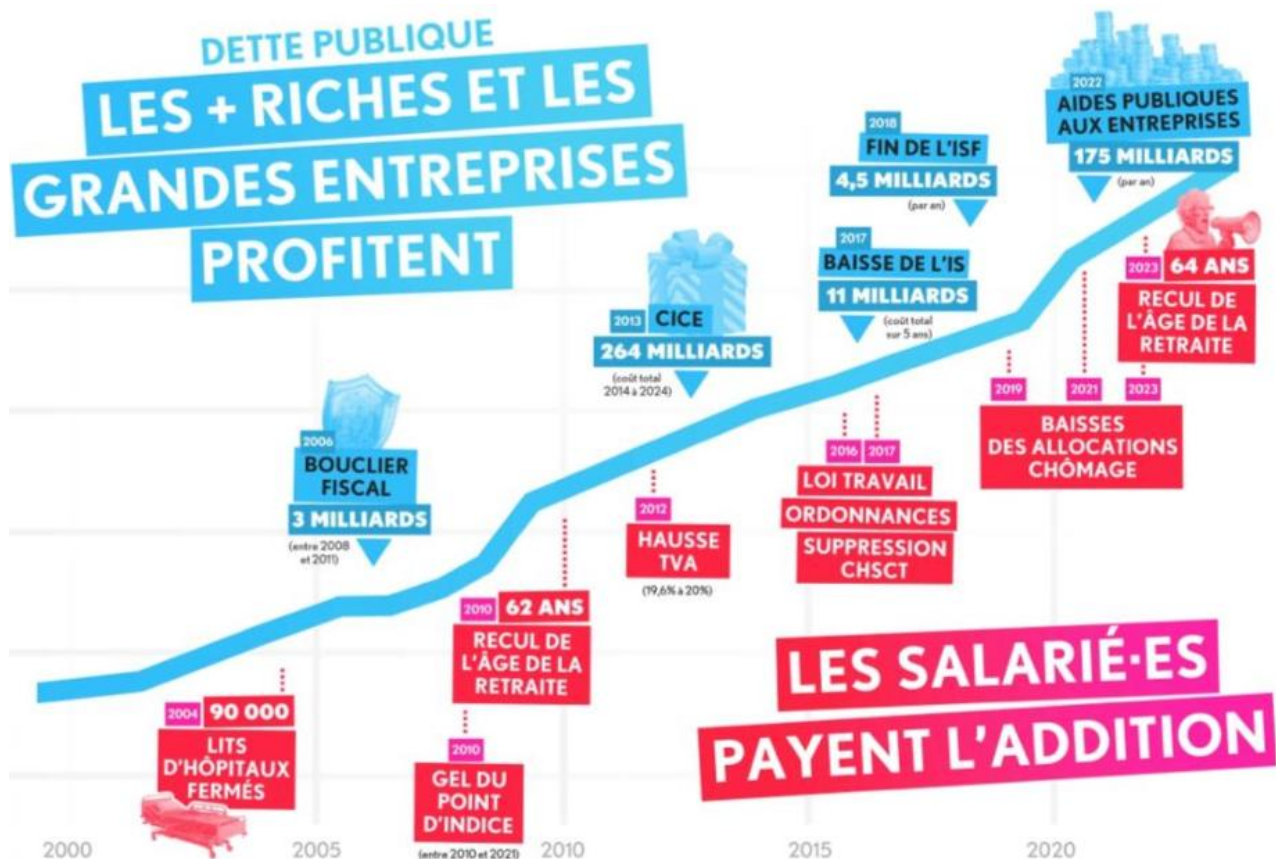 DETTE PUBLIQUE
LES + RICHES ET LES
GRANDES ENTREPRISES
PROFITENT
2004
90 000
LITS
D'HÔPITAUX
FERMÉS
2006
BOUCLIER
FISCAL
3 MILLIARDS
(entre 2008
et 2011)
2010
62 ANS
RECUL DE
L'ÂGE DE LA
RETRAITE
2010
GEL DU
POINT
D'INDICE
(entre 2010 et 2021)
2013
CICE
264 MILLIARDS
(coût total
2014 à 2024)
2012
HAUSSE
TVA
(19,6% à 20%)
2018
FIN DE L'ISF
4,5 MILLIARDS
(par an)
2017
BAISSE DE L'IS
11 MILLIARDS
(coût total
sur 5 ans)
2016
2017
LOI TRAVAIL
ORDONNANCES
SUPPRESSION
CHSCT
2022
AIDES PUBLIQUES
AUX ENTREPRISES
175 MILLIARDS
(par an)
2023
64 ANS
RECUL DE
L'ÂGE DE LA
RETRAITE
2019
2021
2023
BAISSES
DES ALLOCATIONS
CHÔMAGE
LES SALARIÉ·ES
PAYENT L'ADDITION
2000
2005
2010
2015
2020